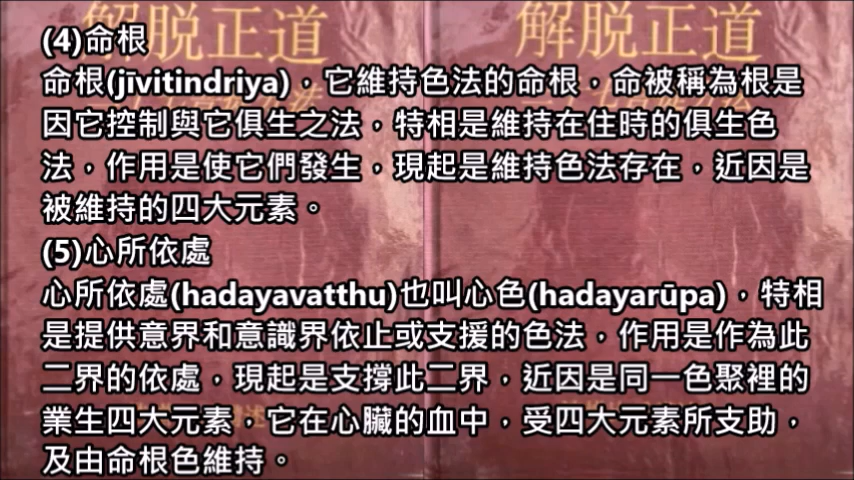 解脱正道 解脱正道
(4)命根
命根(jīvitindriya)，它維持色法的命根，命被稱為根是
因它控制與它俱生之法，特相是維持在住時的俱生色
法，作用是使它們發生，現起是維持色法存在，近因是
被維持的四大元素。
(5)心所依處
心所依處(hadayavatthu)也叫心色(hadayarūpa)，特相
是提供意界和意識界依止或支援的色法，作用是作為此
二界的依處，現起是支撐此二界，近因是同一色聚裡的
業生四大元素，它在心臟的血中，受四大元素所支助，
及由命根色維持。